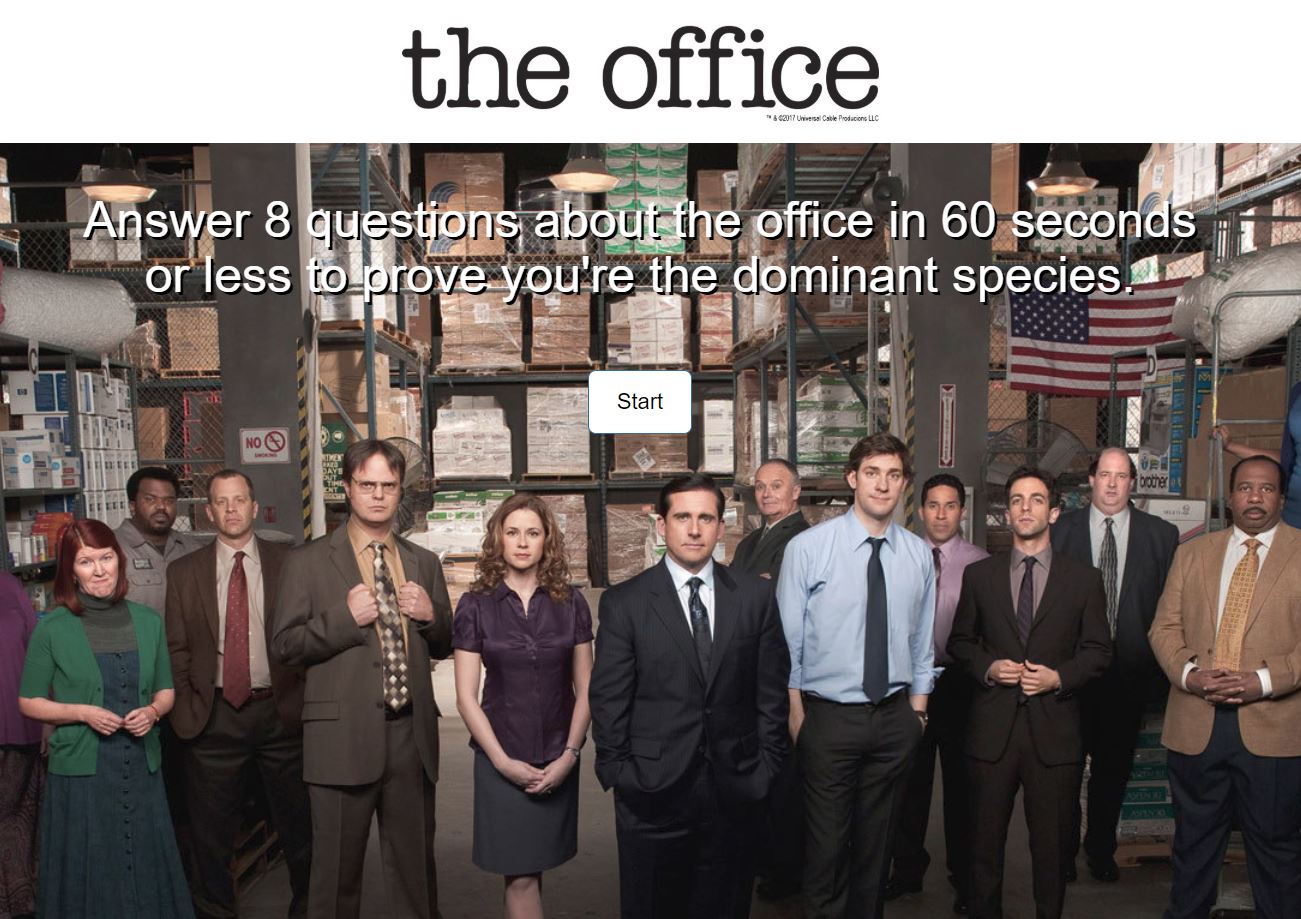 the office
™ & ©2017 Universal Cable Producions LLC
Answer 8 questions about the office in 60 seconds
or less to prove you're the dominant species.
Start
NO
SMOKING
brother
D